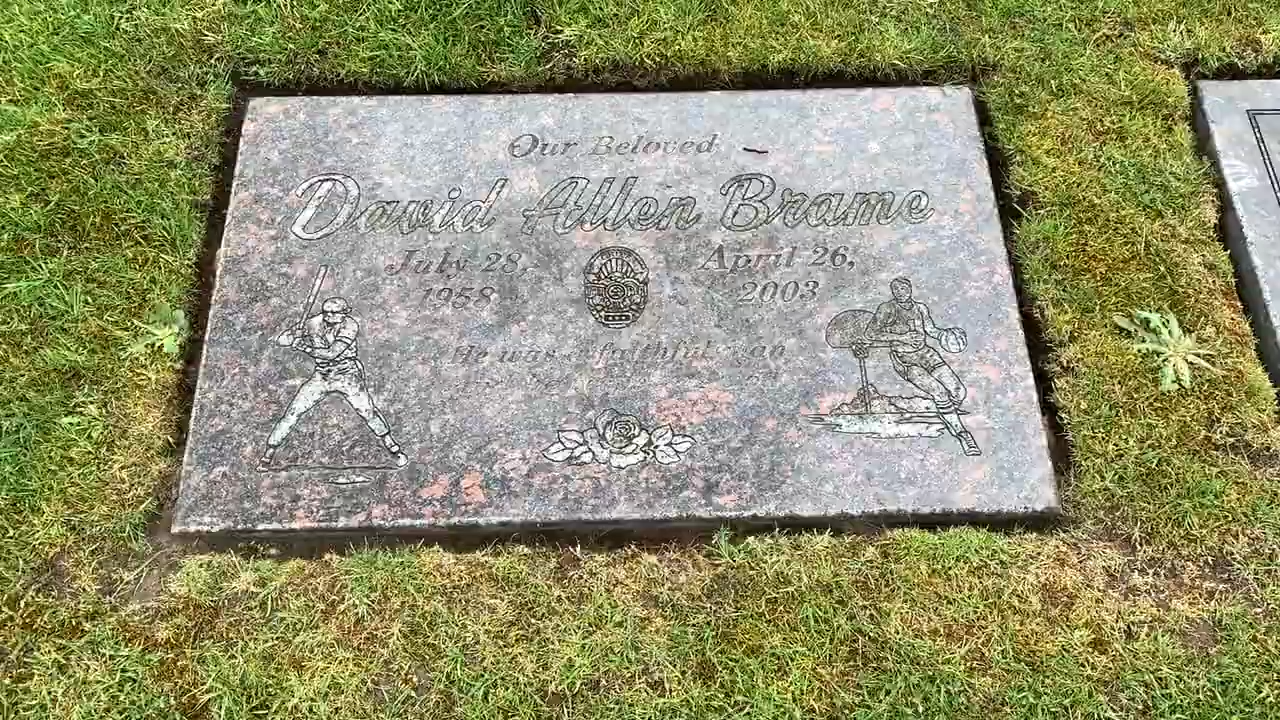 Our Beloved
David Allen Brame
July 28, April 26,
1958 2003
He was a faithful man